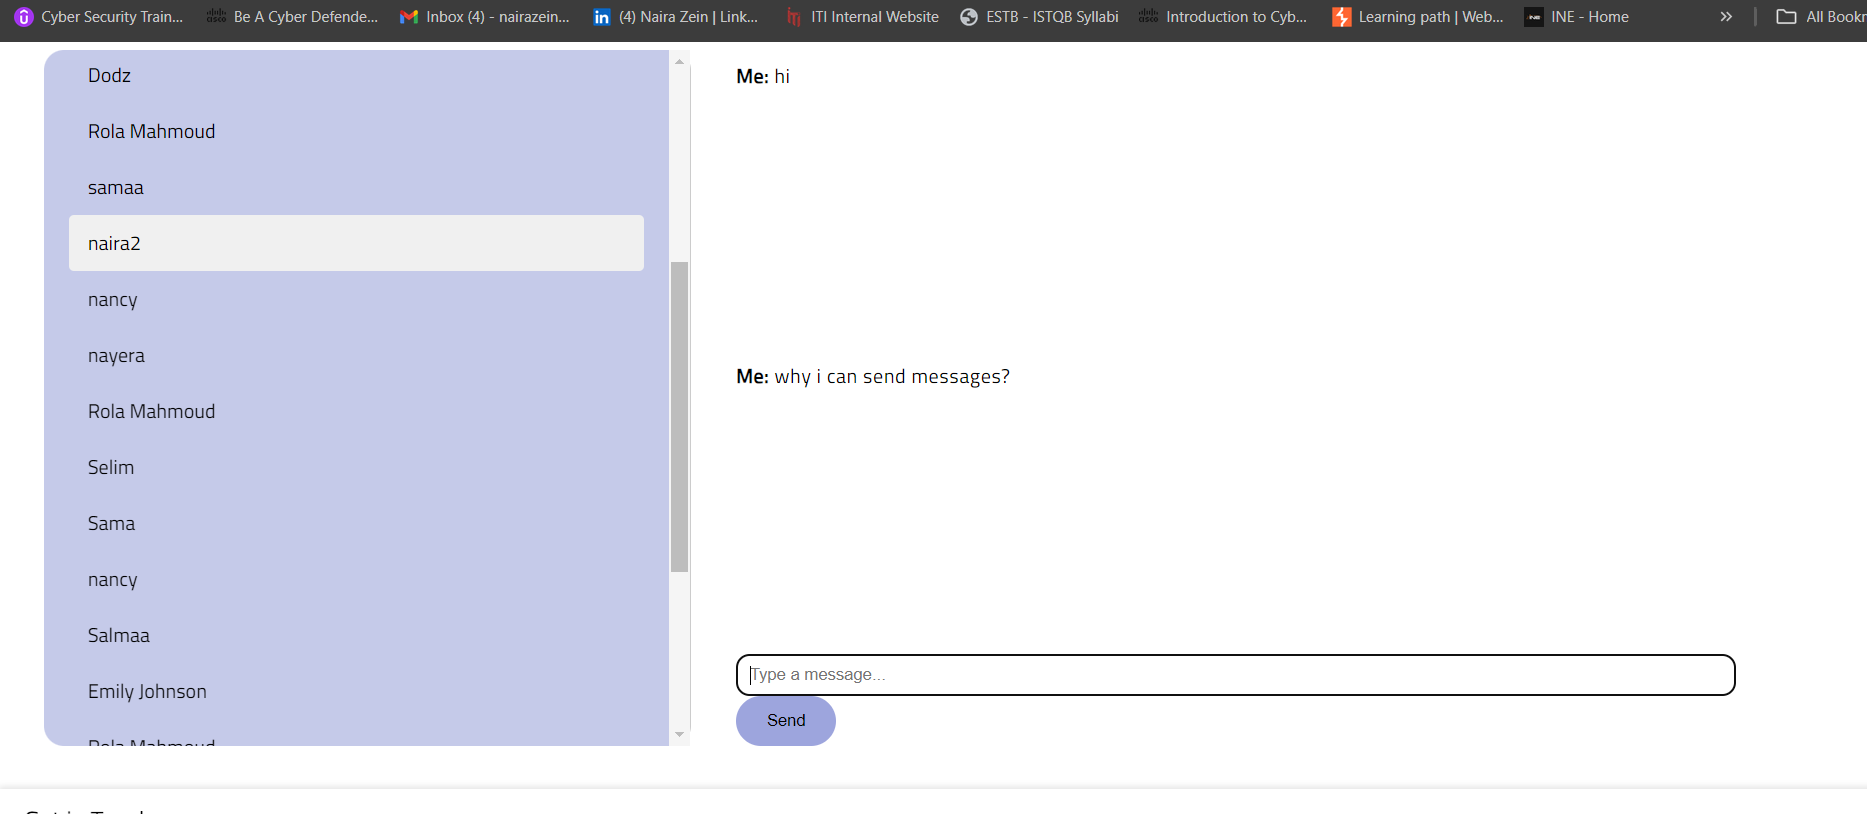 Cyber Security Train... Be A Cyber Defende... Inbox (4) - nairazein... (4) Naira Zein | Link... ITI Internal Website ESTB - ISTQB Syllabi Introduction to Cyb... Learning path | Web... INE - Home » All Bookr
Dodz
Rola Mahmoud
samaa
naira2
nancy
nayera
Rola Mahmoud
Selim
Sama
nancy
Salmaa
Emily Johnson
Rola Mahmoud
Me: hi
Me: why i can send messages?
Type a message...
Send